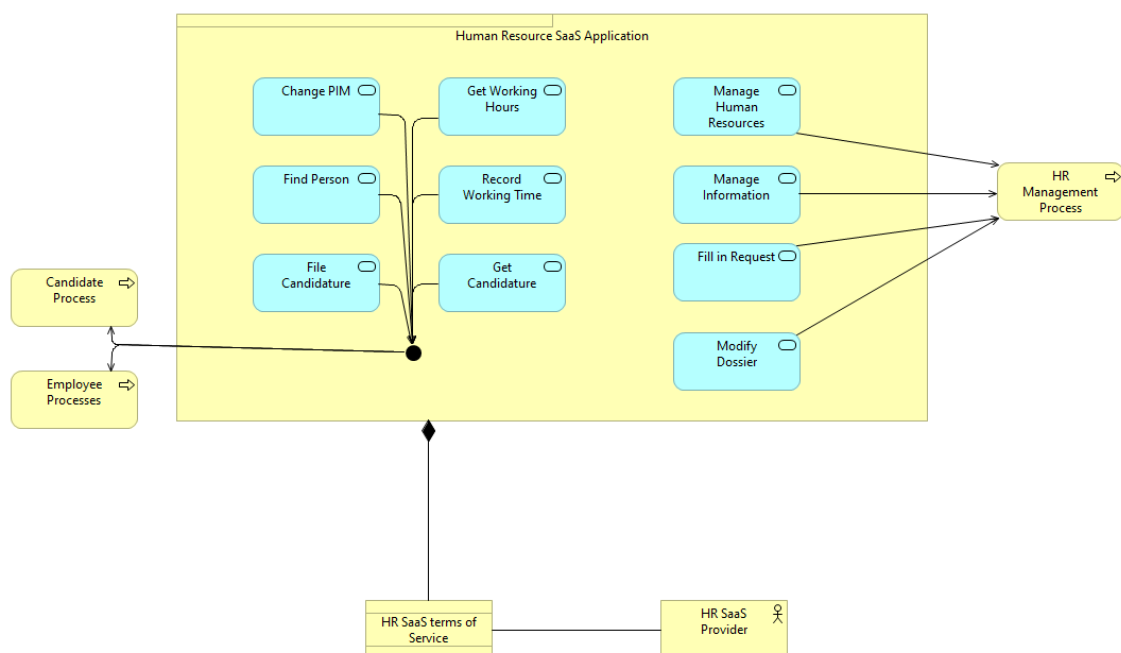 Human Resource SaaS Application
Change PIM
Get Working
Hours
Manage
Human
Resources
Find Person
Record
Working Time
Manage
Information
HR
Management
Process
File
Candidature
Get
Candidature
Fill in Request
Candidate
Process
Modify
Dossier
Employee
Processes
HR SaaS terms of
Service
HR SaaS
Provider